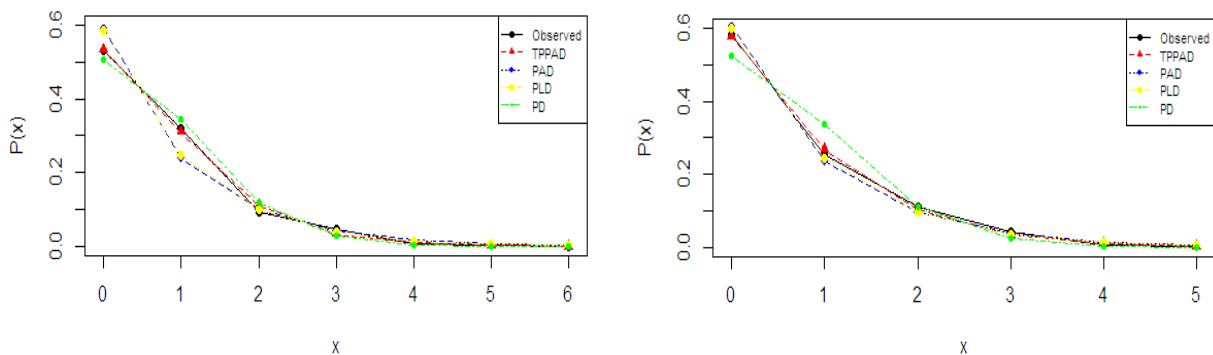 P(x)
0.6
0.4
0.2
0.0
0 1 2 3 4 5 6
x
Observed
TPPAD
PAD
PLD
PD
P(x)
0.6
0.4
0.2
0.0
0 1 2 3 4 5
x
Observed
TPPAD
PAD
PLD
PD